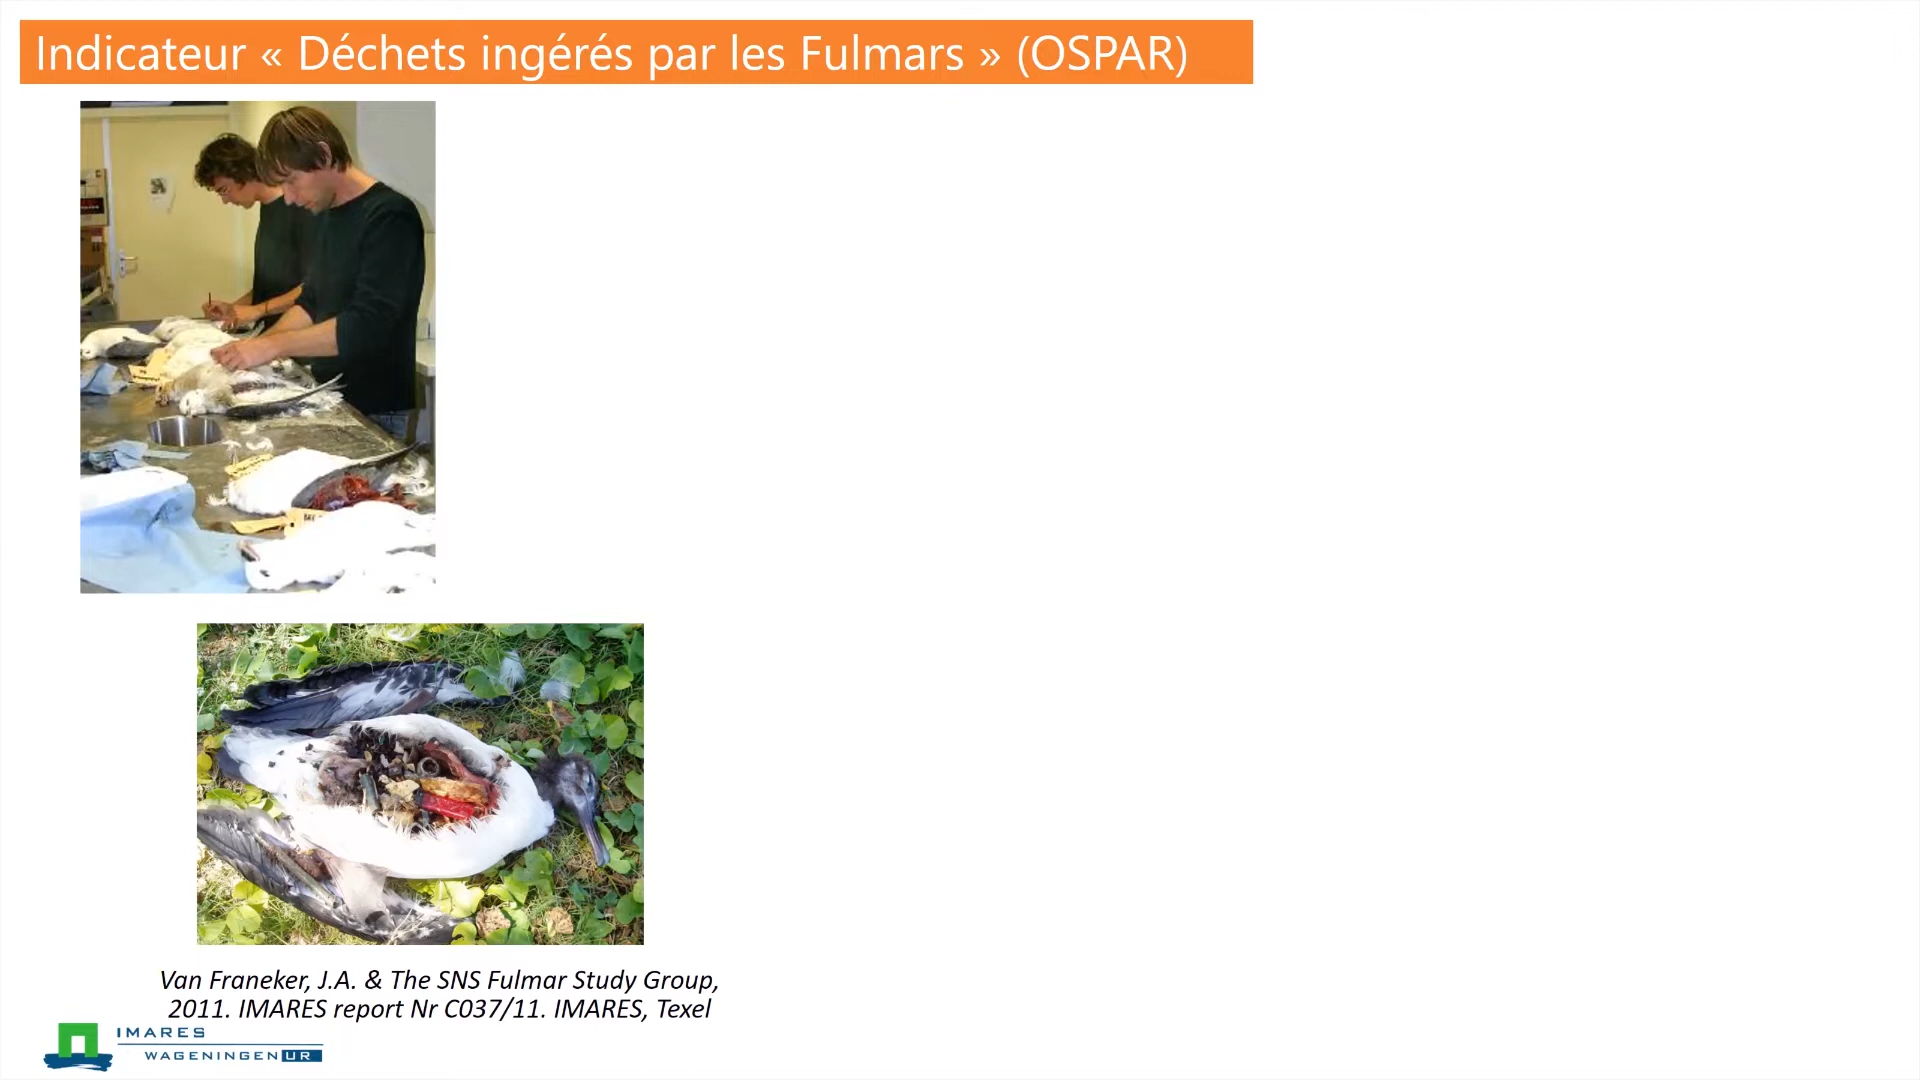 Indicateur « Déchets ingérés par les Fulmars » (OSPAR)
Van Franeker, J.A. & The SNS Fulmar Study Group,
2011. IMARES report Nr C037/11. IMARES, Texel
IMARES
WAGENINGEN UR